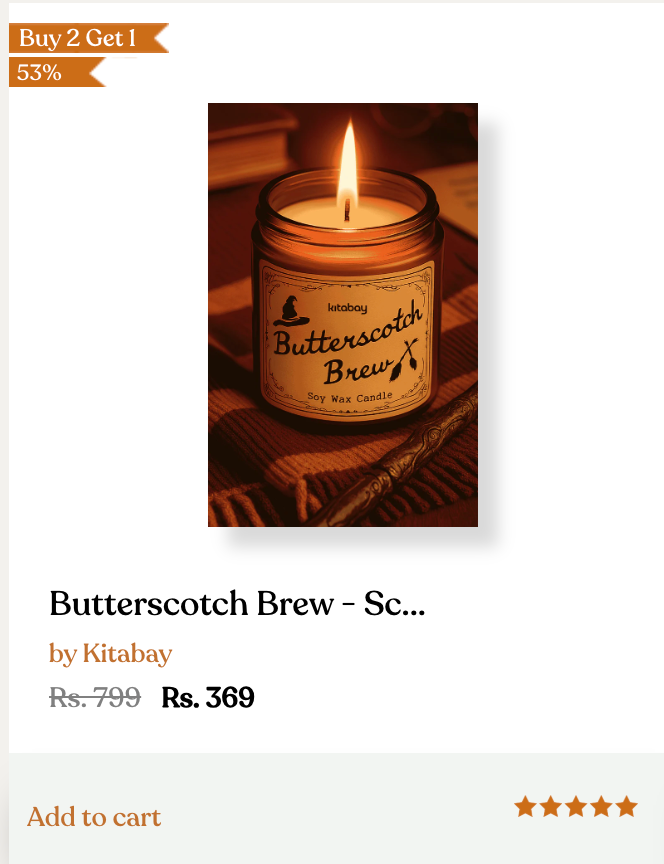 Buy 2 Get 1
53%
kitabay
Butterscotch
Brew
Soy Wax Candle
Butterscotch Brew - Sc...
by Kitabay
Rs. 799 Rs. 369
Add to cart